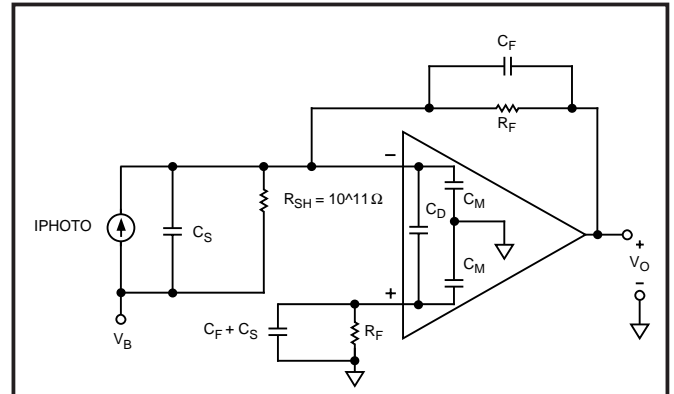 C_F
R_F
−
R_SH = 10^11 Ω
C_M
IPHOTO
C_S
C_D
+
V_O
−
C_M
+
C_F + C_S
R_F
V_B